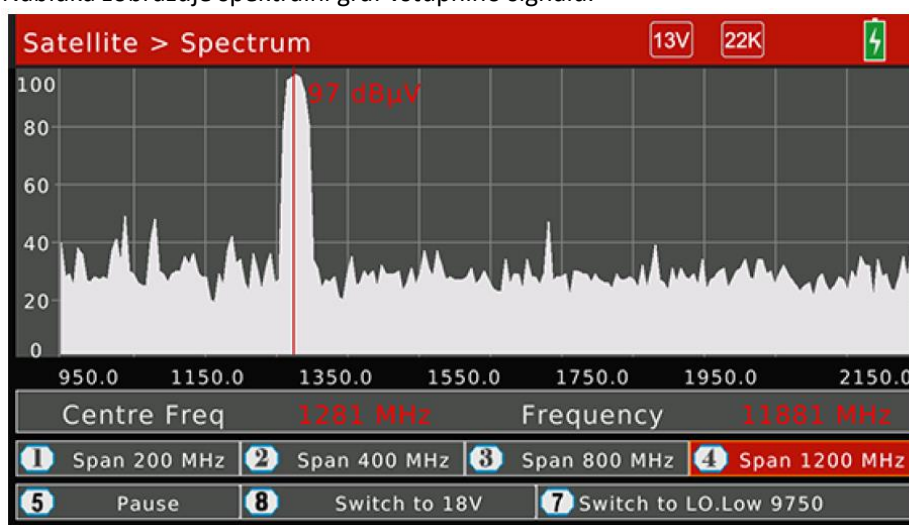 Satellite > Spectrum 13V 22K
100
97 dBµV
80
60
40
20
0
950.0 1150.0 1350.0 1550.0 1750.0 1950.0 2150.0
Centre Freq 1281 MHz Frequency 11881 MHz
1 Span 200 MHz 2 Span 400 MHz 3 Span 800 MHz 4 Span 1200 MHz
5 Pause 8 Switch to 18V 7 Switch to LO.Low 9750